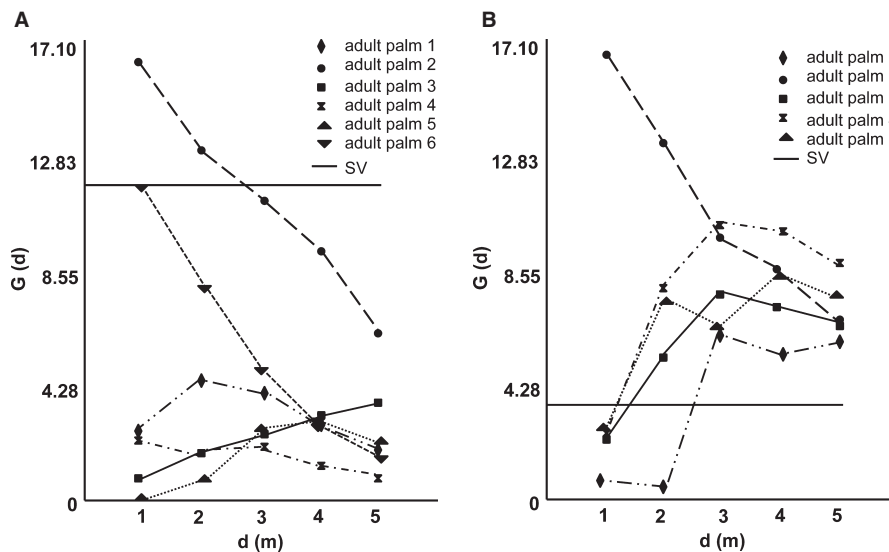 A
17.10
12.83
8.55
4.28
0
G (d)
1 2 3 4 5
d (m)
adult palm 1
adult palm 2
adult palm 3
adult palm 4
adult palm 5
adult palm 6
SV
B
17.10
12.83
8.55
4.28
0
G (d)
1 2 3 4 5
d (m)
adult palm
adult palm
adult palm
adult palm
adult palm
SV